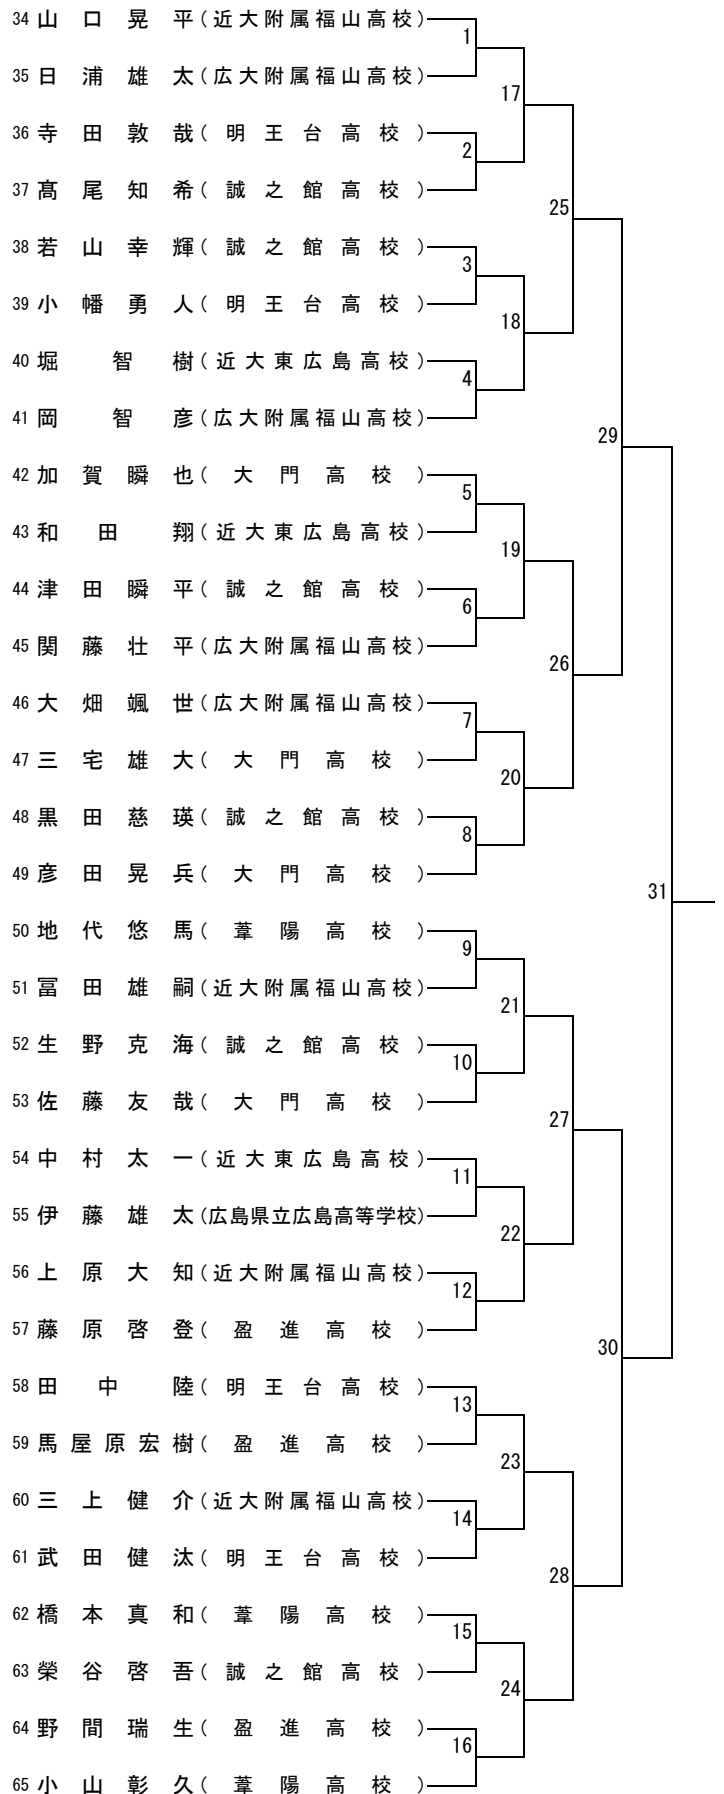 34 山口晃平(近大附属福山高校)
1
35 日浦雄太(広大附属福山高校)
17
36 寺田敦哉(明王台高校)
2
37 髙尾知希(誠之館高校)
25
38 若山幸輝(誠之館高校)
3
39 小幡勇人(明王台高校)
18
40 堀智樹(近大東広島高校)
4
41 岡智彦(広大附属福山高校)
29
42 加賀瞬也(大門高校)
5
43 和田翔(近大東広島高校)
19
44 津田瞬平(誠之館高校)
6
45 関藤壮平(広大附属福山高校)
26
46 大畑颯世(広大附属福山高校)
7
47 三宅雄大(大門高校)
20
48 黒田慈瑛(誠之館高校)
8
49 彦田晃兵(大門高校)
31
50 地代悠馬(葦陽高校)
9
51 冨田雄嗣(近大附属福山高校)
21
52 生野克海(誠之館高校)
10
53 佐藤友哉(大門高校)
27
54 中村太一(近大東広島高校)
11
55 伊藤雄太(広島県立広島高等学校)
22
56 上原大知(近大附属福山高校)
12
57 藤原啓登(盈進高校)
30
58 田中陸(明王台高校)
13
59 馬屋原宏樹(盈進高校)
23
60 三上健介(近大附属福山高校)
14
61 武田健汰(明王台高校)
28
62 橋本真和(葦陽高校)
15
63 榮谷啓吾(誠之館高校)
24
64 野間瑞生(盈進高校)
16
65 小山彰久(葦陽高校)